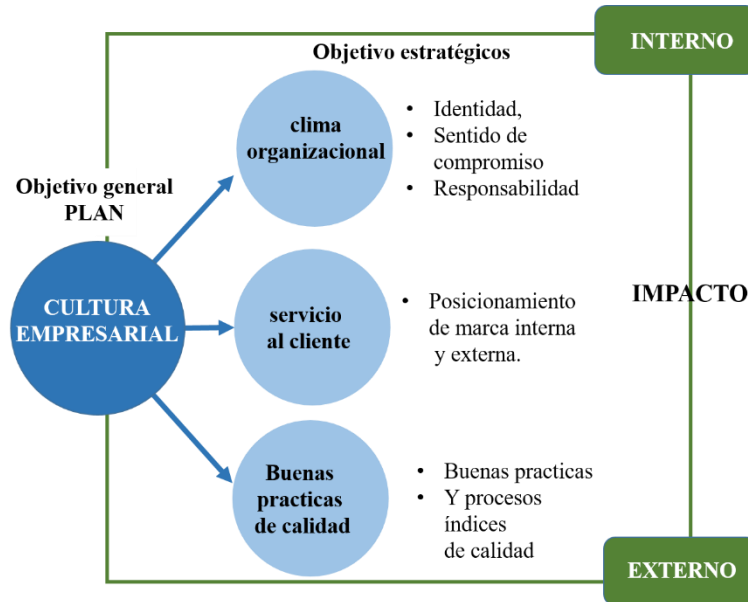 INTERNO
Objetivo estratégicos
clima
organizacional
• Identidad,
• Sentido de
compromiso
• Responsabilidad
Objetivo general
PLAN
CULTURA
EMPRESARIAL
servicio
al cliente
• Posicionamiento
de marca interna
y externa.
IMPACTO
Buenas
practicas
de calidad
• Buenas practicas
• Y procesos
índices
de calidad
EXTERNO